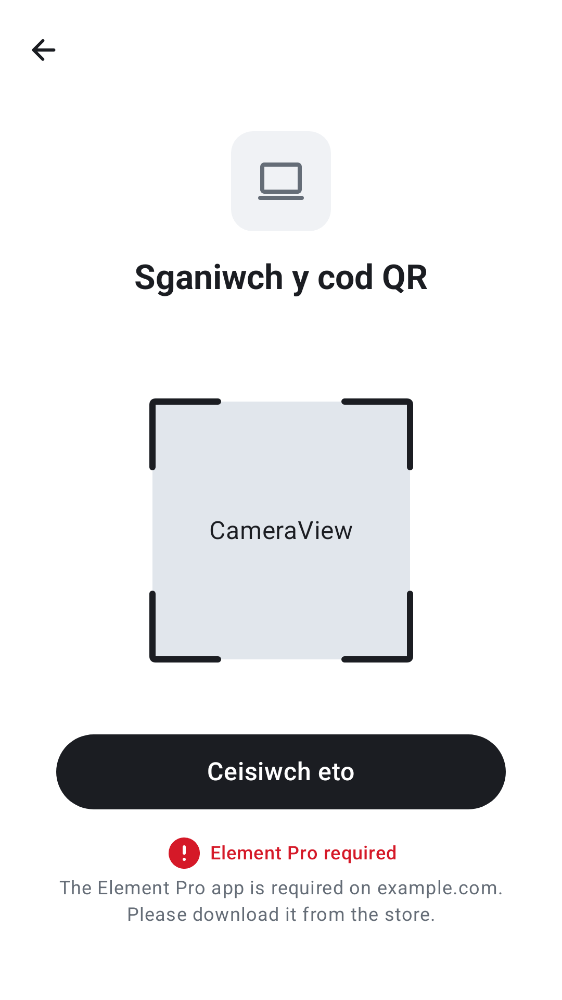 Sganiwch y cod QR
CameraView
Ceisiwch eto
Element Pro required
The Element Pro app is required on example.com.
Please download it from the store.